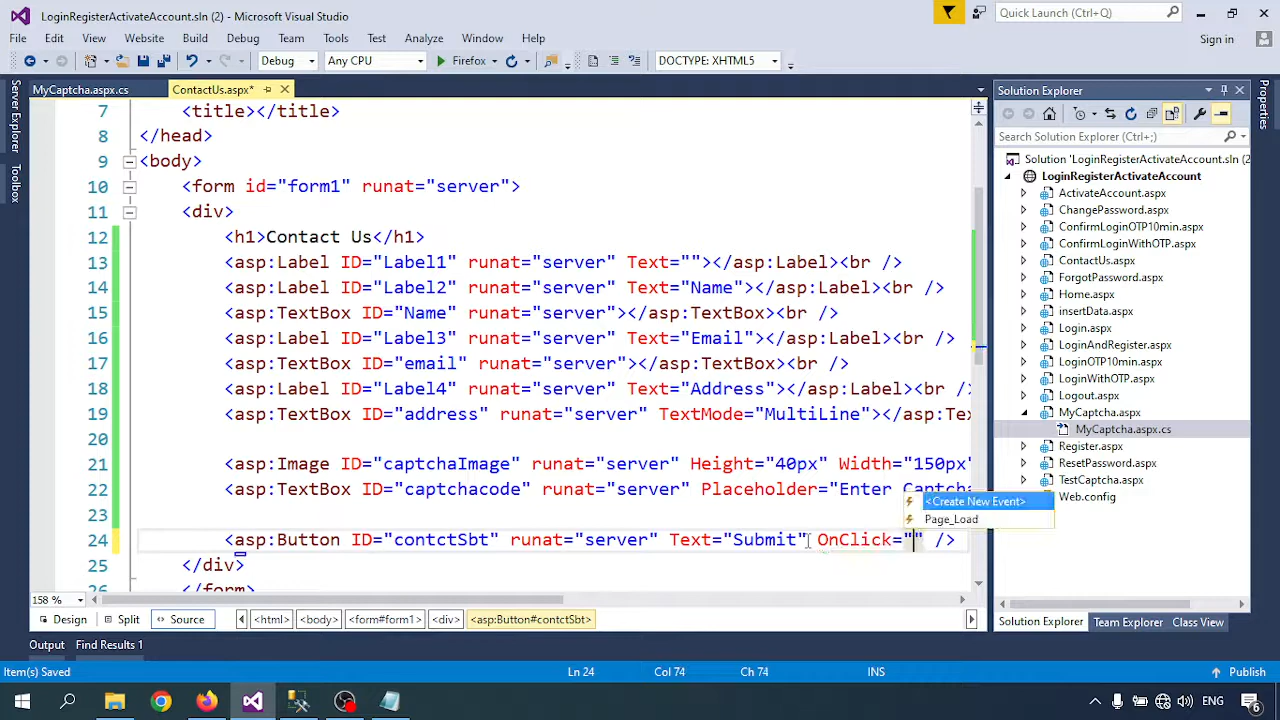 LoginRegisterActivateAccount.sln (2) - Microsoft Visual Studio
Quick Launch (Ctrl+Q)
File Edit View Website Build Debug Team Tools Test Analyze Window Help
Sign in
Debug Any CPU Firefox DOCTYPE: XHTML5
Server Explorer
Toolbox
MyCaptcha.aspx.cs ContactUs.aspx*
7 <title></title>
8 </head>
9 <body>
10 <form id="form1" runat="server">
11 <div>
12 <h1>Contact Us</h1>
13 <asp:Label ID="Label1" runat="server" Text=""></asp:Label><br />
14 <asp:Label ID="Label2" runat="server" Text="Name"></asp:Label><br />
15 <asp:TextBox ID="Name" runat="server"></asp:TextBox><br />
16 <asp:Label ID="Label3" runat="server" Text="Email"></asp:Label><br />
17 <asp:TextBox ID="email" runat="server"></asp:TextBox><br />
18 <asp:Label ID="Label4" runat="server" Text="Address"></asp:Label><br /
19 <asp:TextBox ID="address" runat="server" TextMode="MultiLine"></asp:Te
20
21 <asp:Image ID="captchaImage" runat="server" Height="40px" Width="150px"
22 <asp:TextBox ID="captchacode" runat="server" Placeholder="Enter Captcha
23
<Create New Event>
Page_Load
24 <asp:Button ID="contctSbt" runat="server" Text="Submit" OnClick="" />
25 </div>
26 </form>
158 %
Design Split Source <html> <body> <form#form1> <div> <asp:Button#contctSbt>
Solution Explorer
Search Solution Explorer (Ctrl+;)
Solution 'LoginRegisterActivateAccount.sln (2
LoginRegisterActivateAccount
ActivateAccount.aspx
ChangePassword.aspx
ConfirmLoginOTP10min.aspx
ConfirmLoginWithOTP.aspx
ContactUs.aspx
ForgotPassword.aspx
Home.aspx
insertData.aspx
Login.aspx
LoginAndRegister.aspx
LoginOTP10min.aspx
LoginWithOTP.aspx
Logout.aspx
MyCaptcha.aspx
MyCaptcha.aspx.cs
Register.aspx
ResetPassword.aspx
TestCaptcha.aspx
Web.config
Solution Explorer Team Explorer Class View
Properties
Output Find Results 1
Item(s) Saved Ln 24 Col 74 Ch 74 INS Publish
ENG 6